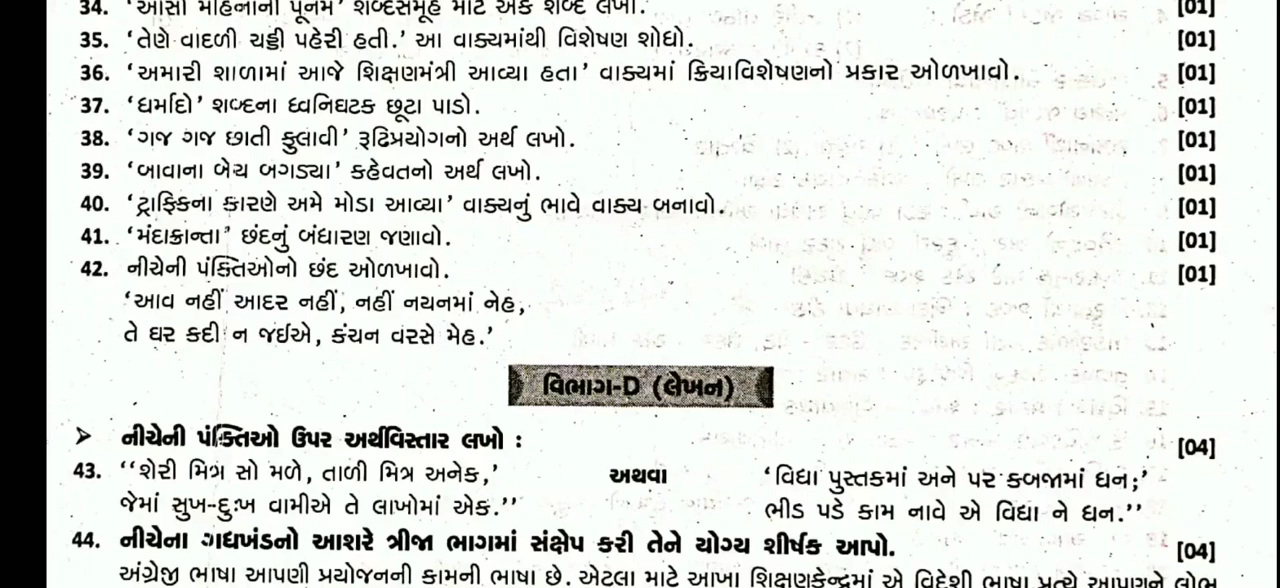 34. 'આસો મહિનાની પૂનમ' શબ્દસમૂહ માટે એક શબ્દ લખો. [01]
35. 'તેણે વાદળી ચડ્ડી પહેરી હતી.' આ વાક્યમાંથી વિશેષણ શોધો. [01]
36. 'અમારી શાળામાં આજે શિક્ષણમંત્રી આવ્યા હતા' વાક્યમાં ક્રિયાવિશેષણનો પ્રકાર ઓળખાવો. [01]
37. 'ધર્માદો' શબ્દના ધ્વનિઘટક છૂટા પાડો. [01]
38. 'ગજ ગજ છાતી ફુલાવી' રૂઢિપ્રયોગનો અર્થ લખો. [01]
39. 'બાવાના બેય બગડ્યા' કહેવતનો અર્થ લખો. [01]
40. 'ટ્રાફિકના કારણે અમે મોડા આવ્યા' વાક્યનું ભાવે વાક્ય બનાવો. [01]
41. 'મંદાક્રાન્તા' છંદનું બંધારણ જણાવો. [01]
42. નીચેની પંક્તિઓનો છંદ ઓળખાવો. [01]
'આવ નહીં આદર નહીં, નહીં નયનમાં નેહ,
તે ઘર કદી ન જઈએ, કંચન વરસે મેહ.'
વિભાગ-D (લેખન)
➢ નીચેની પંક્તિઓ ઉપર અર્થવિસ્તાર લખો : [04]
43. ''શેરી મિત્રા સો મળે, તાળી મિત્ર અનેક,' અથવા 'વિદ્યા પુસ્તકમાં અને પર કબજામાં ધન;'
જેમાં સુખ-દુઃખ વામીએ તે લાખોમાં એક.'' ભીડ પડે કામ નાવે એ વિદ્યા ને ધન.''
44. નીચેના ગદ્યખંડનો આશરે ત્રીજા ભાગમાં સંક્ષેપ કરી તેને યોગ્ય શીર્ષક આપો. [04]
અંગ્રેજી ભાષા આપણી પ્રયોજનની કામની ભાષા છે. એટલા માટે આખા શિક્ષણકેન્દ્રમાં એ વિદેશી ભાષા પ્રત્યે આપણને લોભ